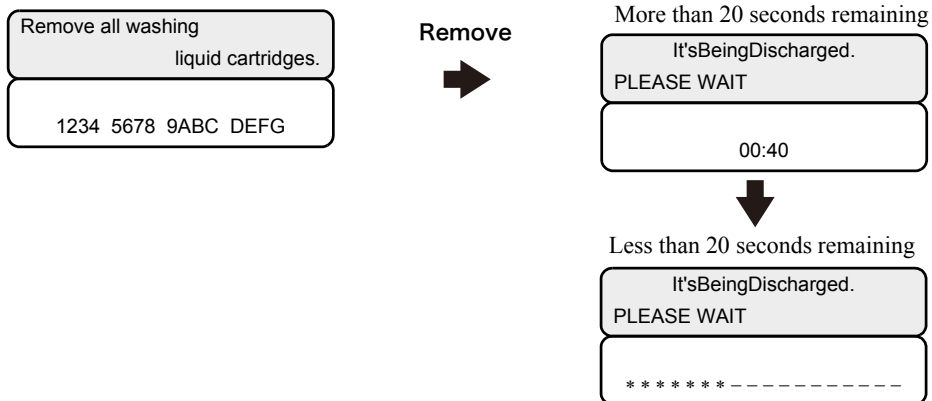 Remove all washing
liquid cartridges.
1234 5678 9ABC DEFG
Remove
More than 20 seconds remaining
It'sBeingDischarged.
PLEASE WAIT
00:40
Less than 20 seconds remaining
It'sBeingDischarged.
PLEASE WAIT
* * * * * * * – – – – – – – – – – –